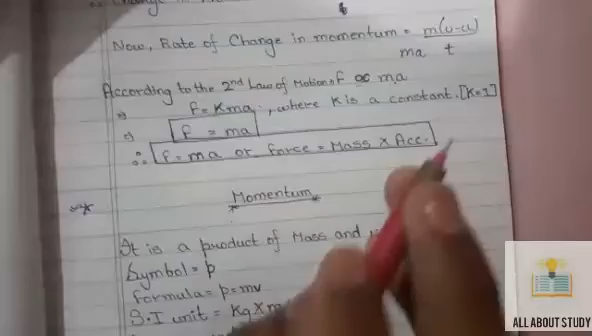 Now, Rate of Change in momentum = m(v-u)
ma t
According to the 2nd Law of Motion F ∝ ma
⇒ F = Kma, where K is a constant. [K=1]
⇒ F = ma
∴ F = ma or Force = Mass × Acc.
Momentum
It is a product of Mass and
Symbol = p
Formula = p = mv
S.I unit = Kg × m
ALL ABOUT STUDY